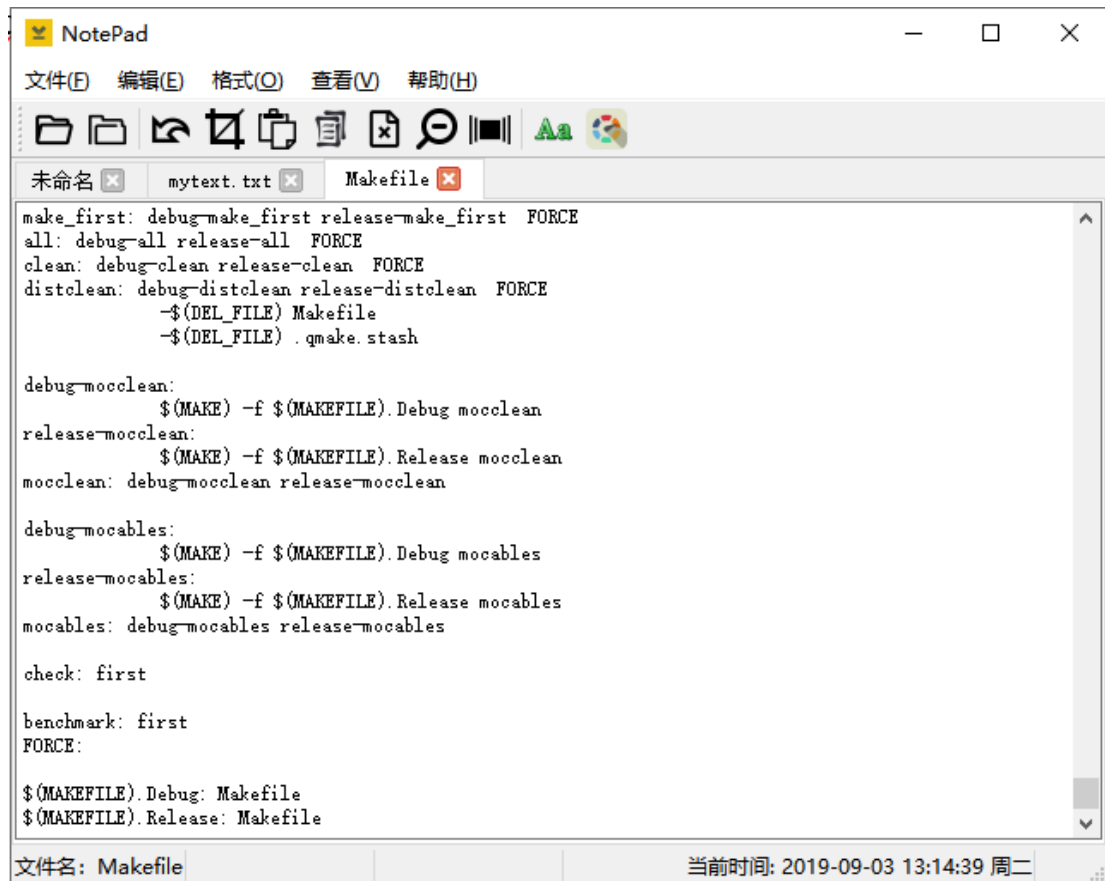 NotePad
文件(F) 编辑(E) 格式(O) 查看(V) 帮助(H)
Aa
未命名 mytext.txt Makefile
make_first: debug-make_first release-make_first  FORCE
all: debug-all release-all  FORCE
clean: debug-clean release-clean  FORCE
distclean: debug-distclean release-distclean  FORCE
-$(DEL_FILE) Makefile
-$(DEL_FILE) .qmake.stash
debug-mocclean:
$(MAKE) -f $(MAKEFILE).Debug mocclean
release-mocclean:
$(MAKE) -f $(MAKEFILE).Release mocclean
mocclean: debug-mocclean release-mocclean
debug-mocables:
$(MAKE) -f $(MAKEFILE).Debug mocables
release-mocables:
$(MAKE) -f $(MAKEFILE).Release mocables
mocables: debug-mocables release-mocables
check: first
benchmark: first
FORCE:
$(MAKEFILE).Debug: Makefile
$(MAKEFILE).Release: Makefile
文件名: Makefile 当前时间: 2019-09-03 13:14:39 周二